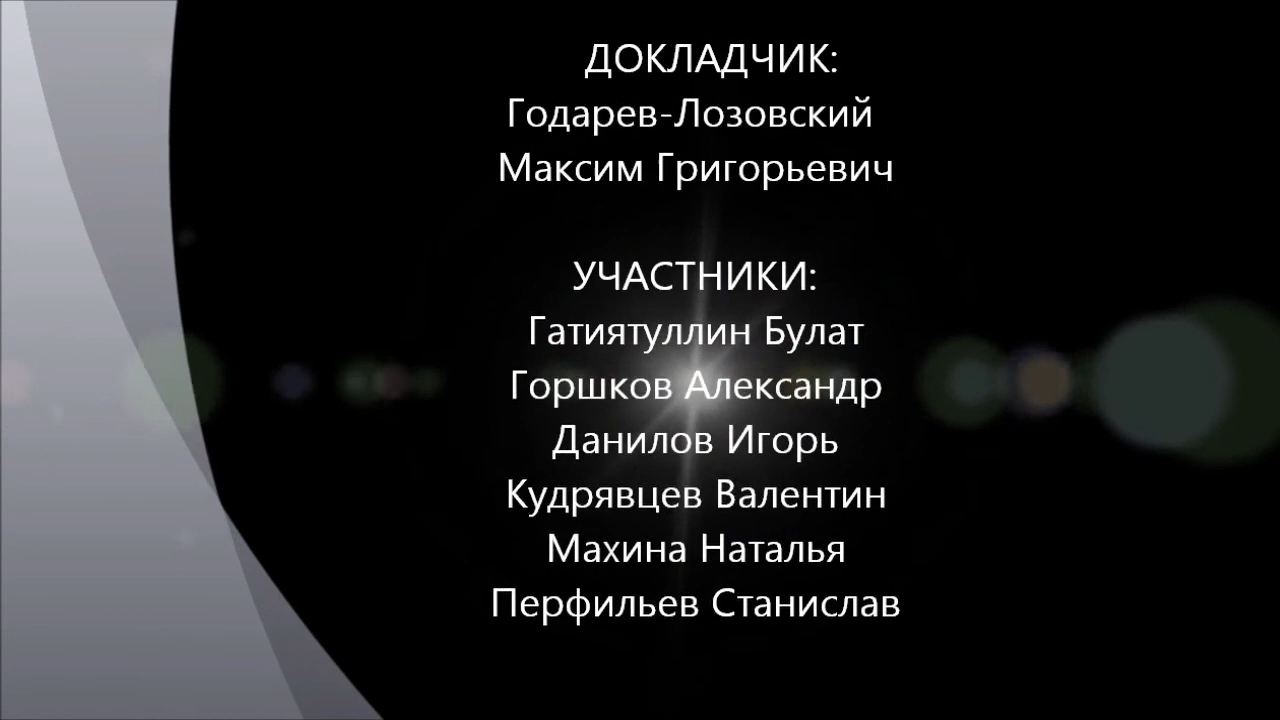 ДОКЛАДЧИК:
Годарев-Лозовский
Максим Григорьевич
УЧАСТНИКИ:
Гатиятуллин Булат
Горшков Александр
Данилов Игорь
Кудрявцев Валентин
Махина Наталья
Перфильев Станислав